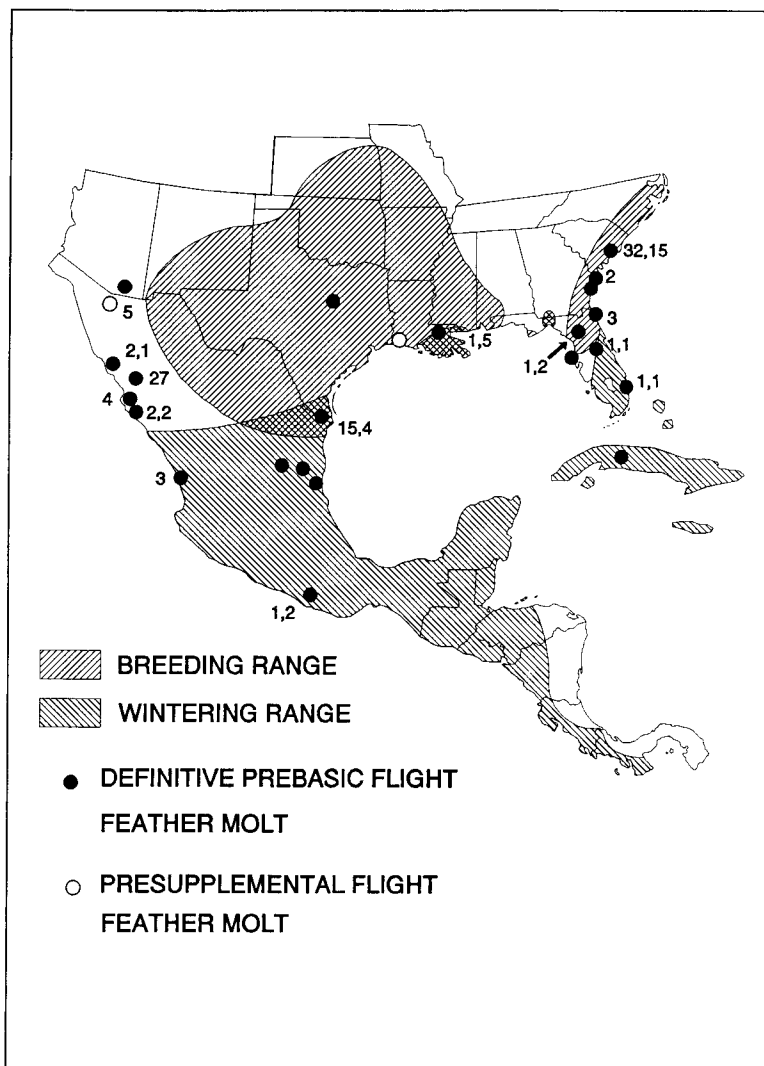 32,15
2
5
3
1,5
1,1
1,2
2,1
27
1,1
4
2,2
15,4
3
1,2
BREEDING RANGE
WINTERING RANGE
DEFINITIVE PREBASIC FLIGHT
FEATHER MOLT
PRESUPPLEMENTAL FLIGHT
FEATHER MOLT